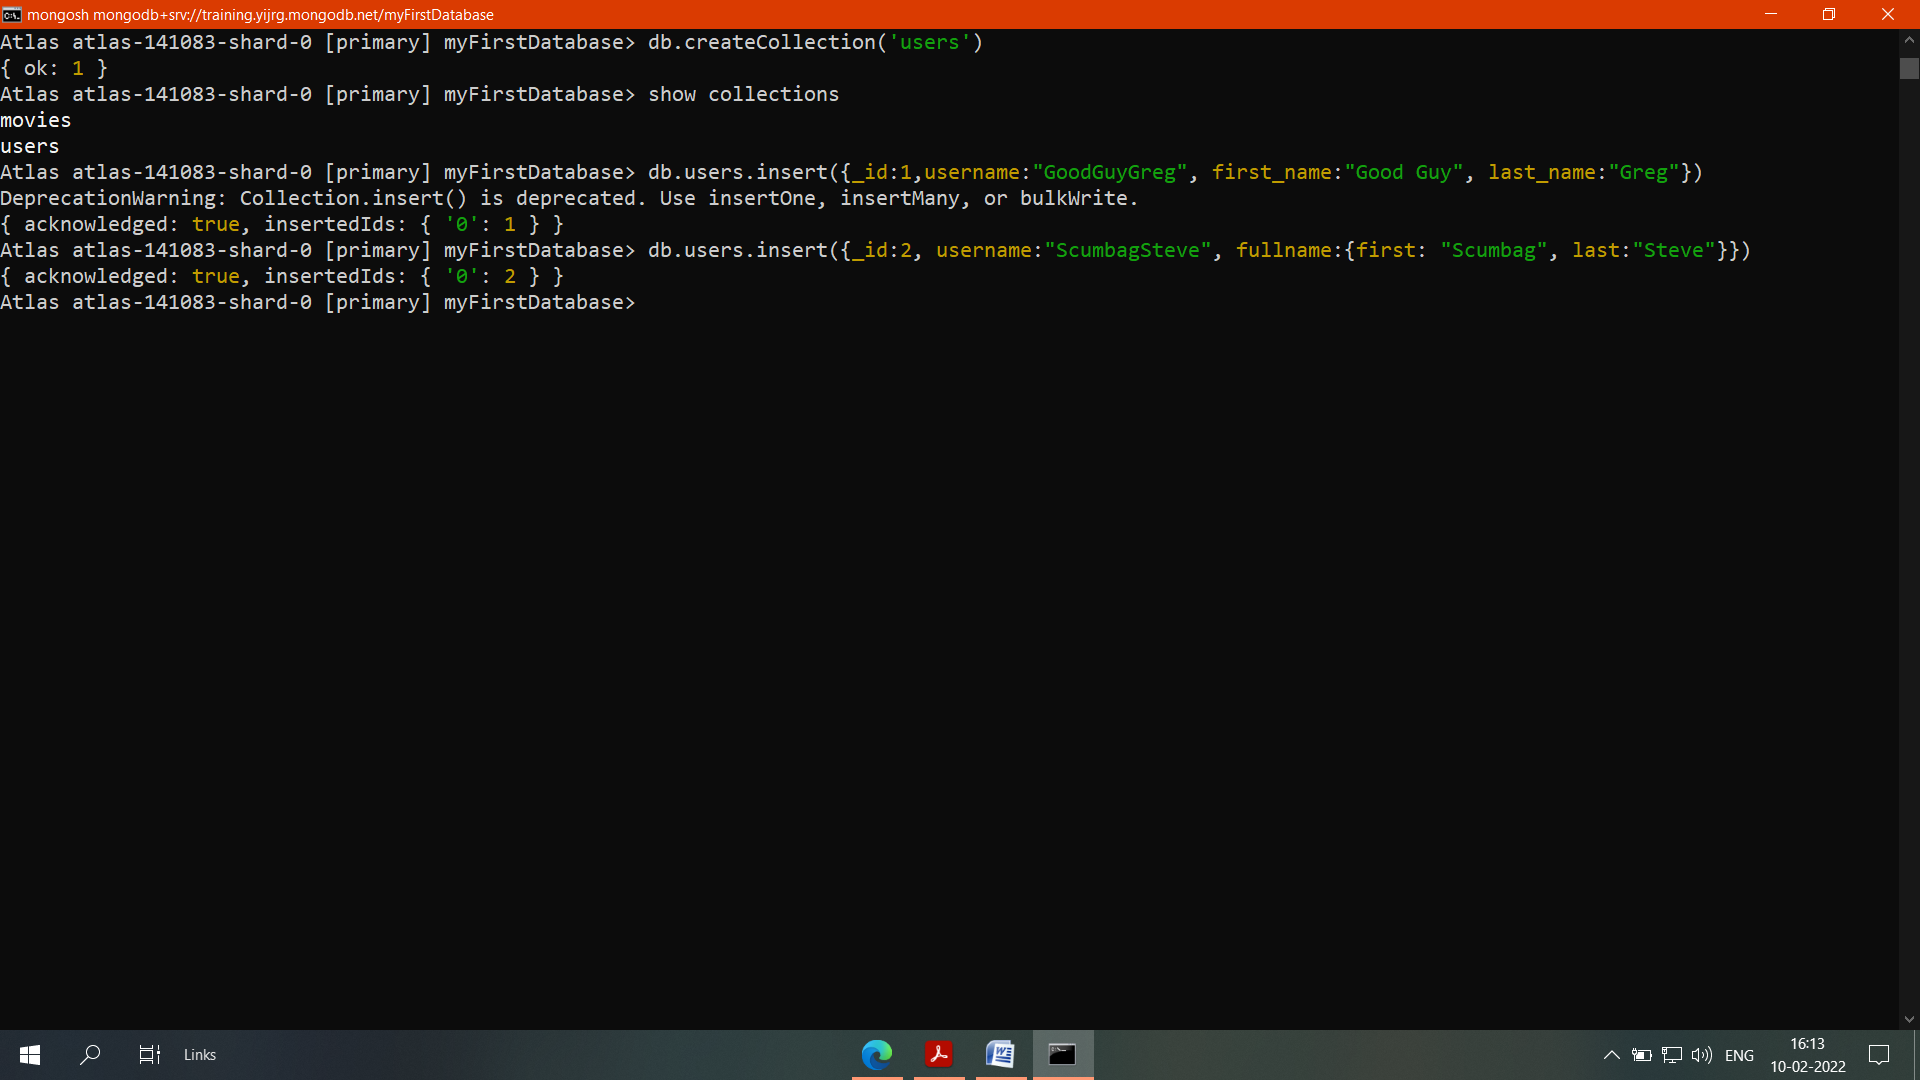 mongosh mongodb+srv://training.yijrg.mongodb.net/myFirstDatabase
Atlas atlas-141083-shard-0 [primary] myFirstDatabase> db.createCollection('users')
{ ok: 1 }
Atlas atlas-141083-shard-0 [primary] myFirstDatabase> show collections
movies
users
Atlas atlas-141083-shard-0 [primary] myFirstDatabase> db.users.insert({_id:1,username:"GoodGuyGreg", first_name:"Good Guy", last_name:"Greg"})
DeprecationWarning: Collection.insert() is deprecated. Use insertOne, insertMany, or bulkWrite.
{ acknowledged: true, insertedIds: { '0': 1 } }
Atlas atlas-141083-shard-0 [primary] myFirstDatabase> db.users.insert({_id:2, username:"ScumbagSteve", fullname:{first: "Scumbag", last:"Steve"}})
{ acknowledged: true, insertedIds: { '0': 2 } }
Atlas atlas-141083-shard-0 [primary] myFirstDatabase>
Links
ENG
16:13
10-02-2022